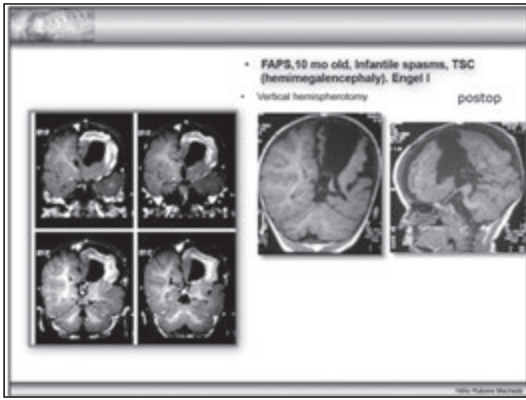 • FAPS,10 mo old, Infantile spasms, TSC
(hemimegalencephaly). Engel I
• Vertical hemispherotomy
postop
Hélio Rubens Machado